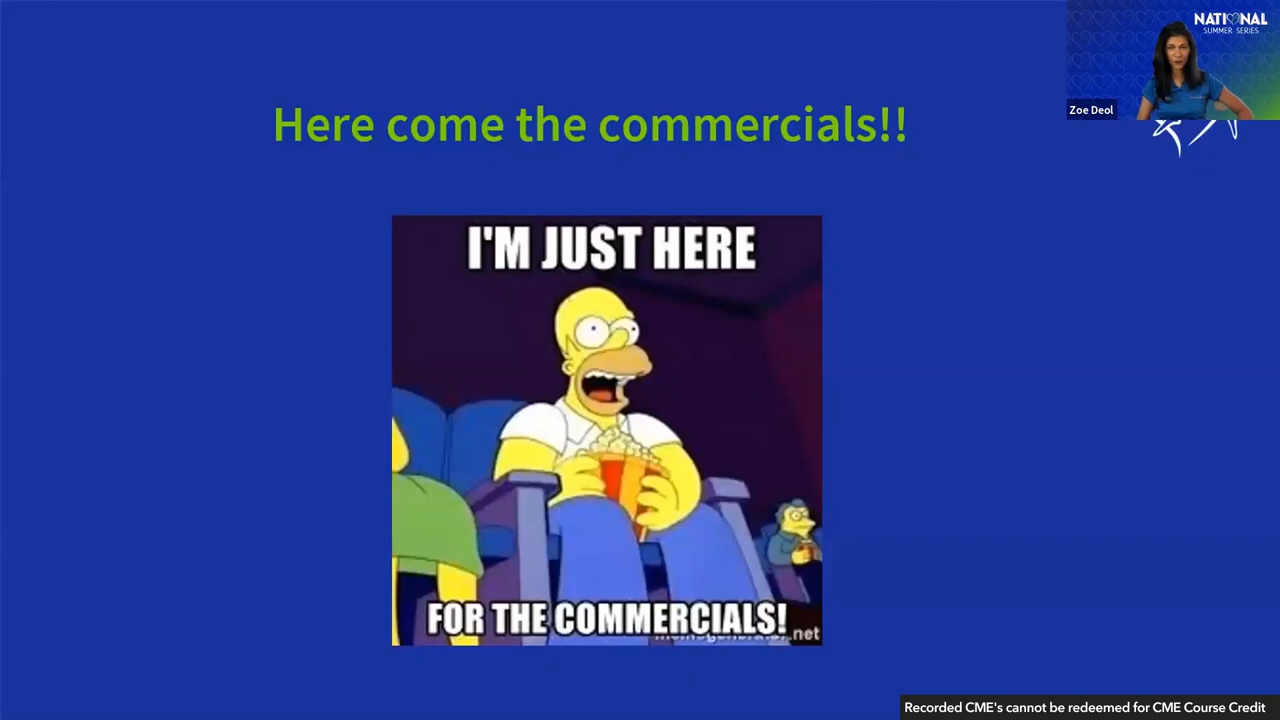 NATIONAL
SUMMER SERIES
Zoe Deol
Here come the commercials!!
I'M JUST HERE
FOR THE COMMERCIALS!
.net
Recorded CME's cannot be redeemed for CME Course Credit